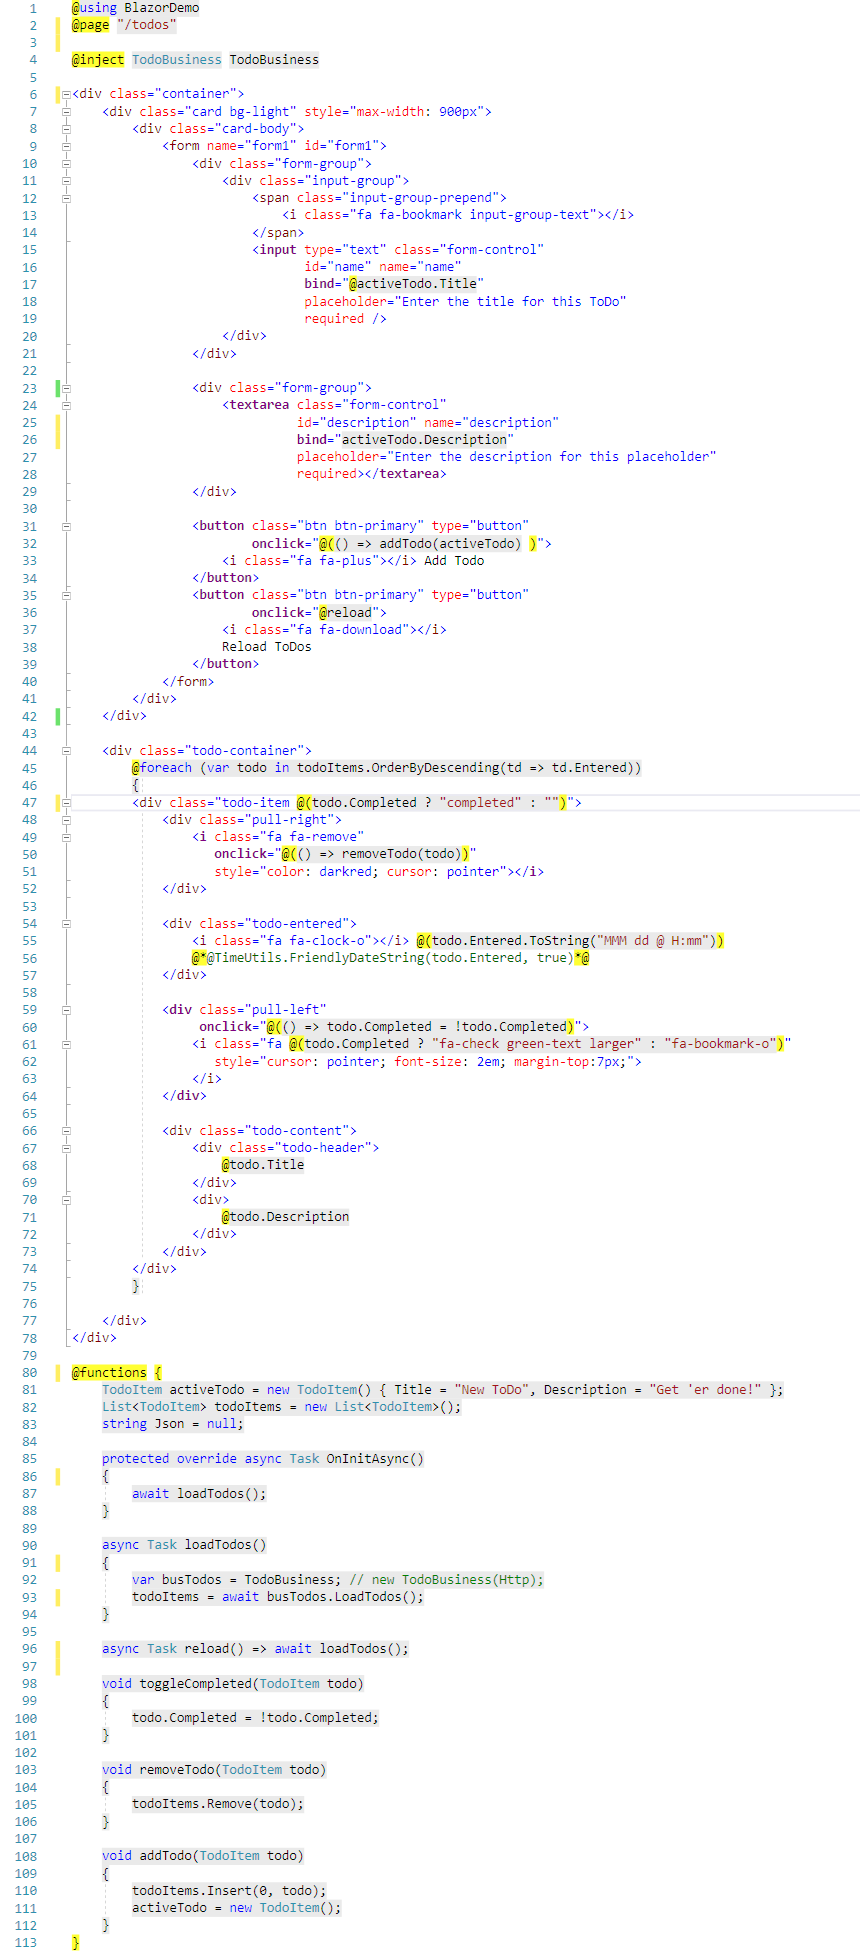 1 @using BlazorDemo
2 @page "/todos"
3
4 @inject TodoBusiness TodoBusiness
5
6 <div class="container">
7 <div class="card bg-light" style="max-width: 900px">
8 <div class="card-body">
9 <form name="form1" id="form1">
10 <div class="form-group">
11 <div class="input-group">
12 <span class="input-group-prepend">
13 <i class="fa fa-bookmark input-group-text"></i>
14 </span>
15 <input type="text" class="form-control"
16 id="name" name="name"
17 bind="@activeTodo.Title"
18 placeholder="Enter the title for this ToDo"
19 required />
20 </div>
21 </div>
22
23 <div class="form-group">
24 <textarea class="form-control"
25 id="description" name="description"
26 bind="activeTodo.Description"
27 placeholder="Enter the description for this placeholder"
28 required></textarea>
29 </div>
30
31 <button class="btn btn-primary" type="button"
32 onclick="@(() => addTodo(activeTodo) )">
33 <i class="fa fa-plus"></i> Add Todo
34 </button>
35 <button class="btn btn-primary" type="button"
36 onclick="@reload">
37 <i class="fa fa-download"></i>
38 Reload ToDos
39 </button>
40 </form>
41 </div>
42 </div>
43
44 <div class="todo-container">
45 @foreach (var todo in todoItems.OrderByDescending(td => td.Entered))
46 {
47 <div class="todo-item @(todo.Completed ? "completed" : "")">
48 <div class="pull-right">
49 <i class="fa fa-remove"
50 onclick="@(() => removeTodo(todo))"
51 style="color: darkred; cursor: pointer"></i>
52 </div>
53
54 <div class="todo-entered">
55 <i class="fa fa-clock-o"></i> @(todo.Entered.ToString("MMM dd @ H:mm"))
56 @*@TimeUtils.FriendlyDateString(todo.Entered, true)*@
57 </div>
58
59 <div class="pull-left"
60 onclick="@(() => todo.Completed = !todo.Completed)">
61 <i class="fa @(todo.Completed ? "fa-check green-text larger" : "fa-bookmark-o")"
62 style="cursor: pointer; font-size: 2em; margin-top:7px;">
63 </i>
64 </div>
65
66 <div class="todo-content">
67 <div class="todo-header">
68 @todo.Title
69 </div>
70 <div>
71 @todo.Description
72 </div>
73 </div>
74 </div>
75 }
76
77 </div>
78 </div>
79
80 @functions {
81 TodoItem activeTodo = new TodoItem() { Title = "New ToDo", Description = "Get 'er done!" };
82 List<TodoItem> todoItems = new List<TodoItem>();
83 string Json = null;
84
85 protected override async Task OnInitAsync()
86 {
87 await loadTodos();
88 }
89
90 async Task loadTodos()
91 {
92 var busTodos = TodoBusiness; // new TodoBusiness(Http);
93 todoItems = await busTodos.LoadTodos();
94 }
95
96 async Task reload() => await loadTodos();
97
98 void toggleCompleted(TodoItem todo)
99 {
100 todo.Completed = !todo.Completed;
101 }
102
103 void removeTodo(TodoItem todo)
104 {
105 todoItems.Remove(todo);
106 }
107
108 void addTodo(TodoItem todo)
109 {
110 todoItems.Insert(0, todo);
111 activeTodo = new TodoItem();
112 }
113 }